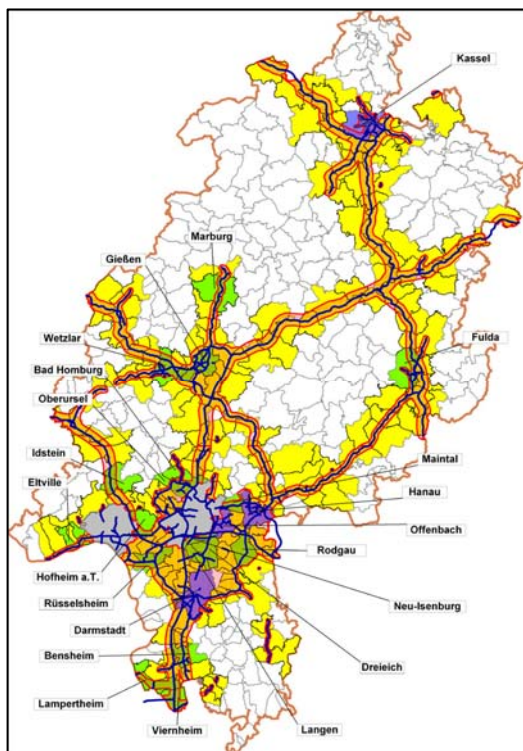 Kassel
Marburg
Gießen
Wetzlar
Fulda
Bad Homburg
Oberursel
Idstein
Maintal
Eltville
Hanau
Offenbach
Rodgau
Hofheim a.T.
Rüsselsheim
Neu-Isenburg
Darmstadt
Bensheim
Dreieich
Lampertheim
Viernheim
Langen